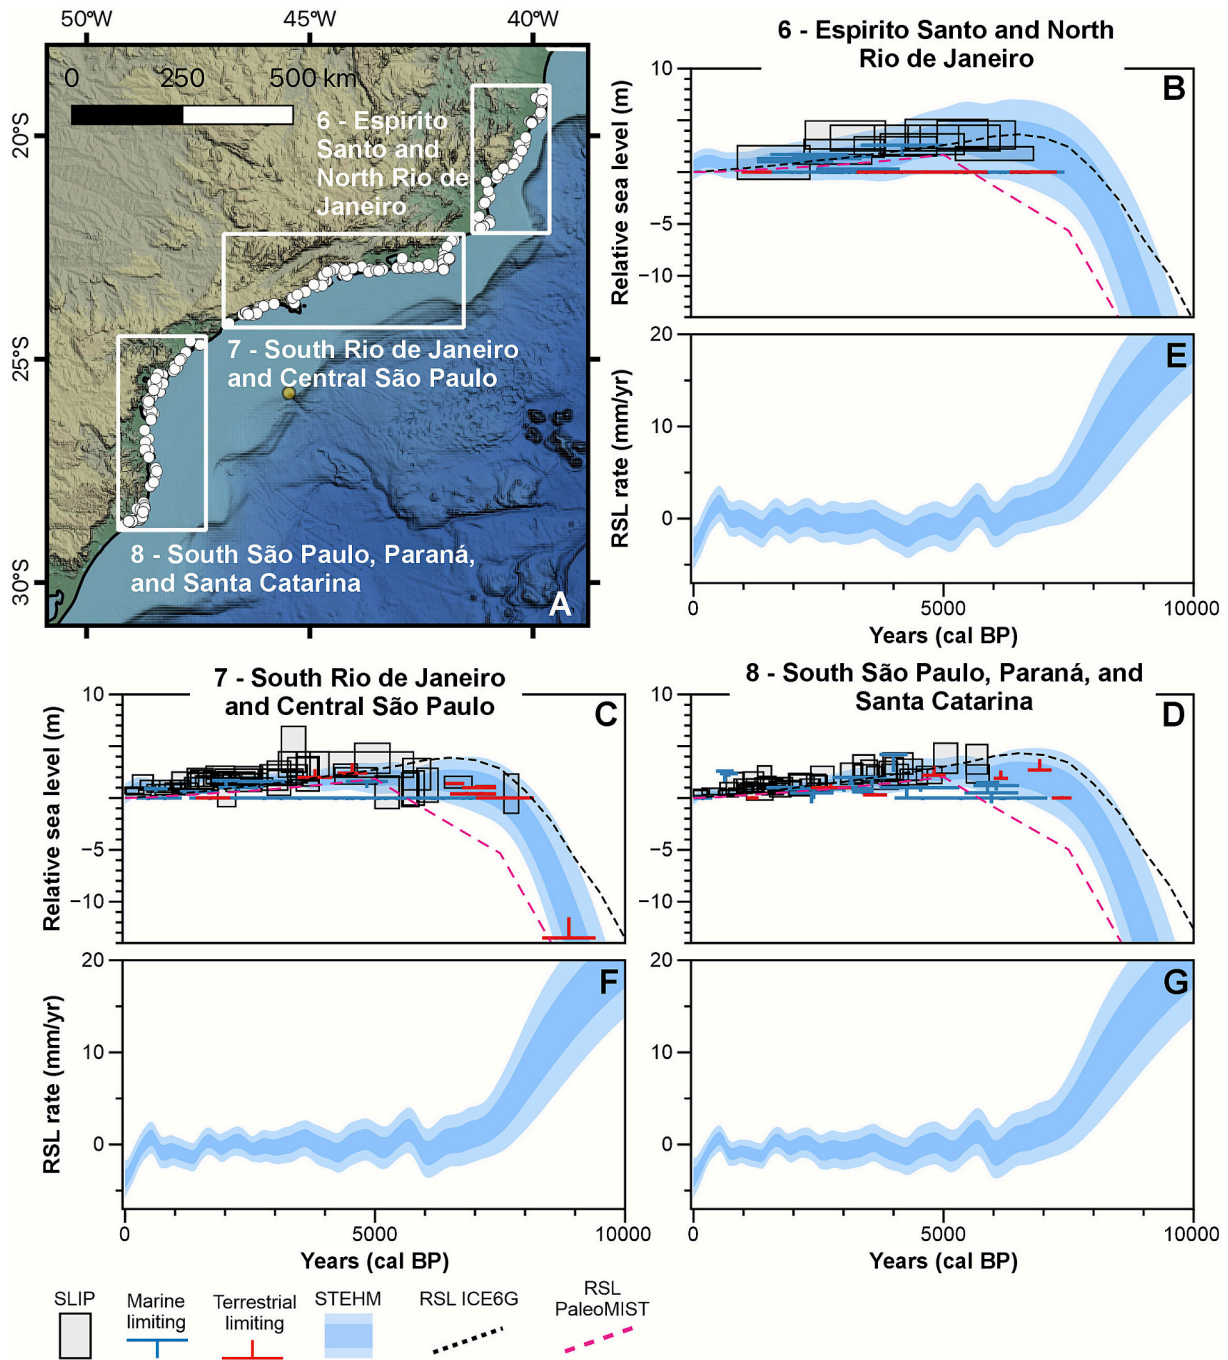 50°W 45°W 40°W
0 250 500 km
20°S
25°S
30°S
6 - Espirito
Santo and
North Rio de
Janeiro
7 - South Rio de Janeiro
and Central São Paulo
8 - South São Paulo, Paraná,
and Santa Catarina
A
6 - Espirito Santo and North
Rio de Janeiro
B
10
−5
−10
Relative sea level (m)
E
20
10
0
RSL rate (mm/yr)
0 5000 10000
Years (cal BP)
7 - South Rio de Janeiro
and Central São Paulo
C
10
−5
−10
Relative sea level (m)
8 - South São Paulo, Paraná, and
Santa Catarina
D
10
−5
−10
F
20
10
0
RSL rate (mm/yr)
0 5000 10000
Years (cal BP)
G
20
10
0
0 5000 10000
Years (cal BP)
SLIP
Marine
limiting
Terrestrial
limiting
STEHM
RSL ICE6G
RSL
PaleoMIST